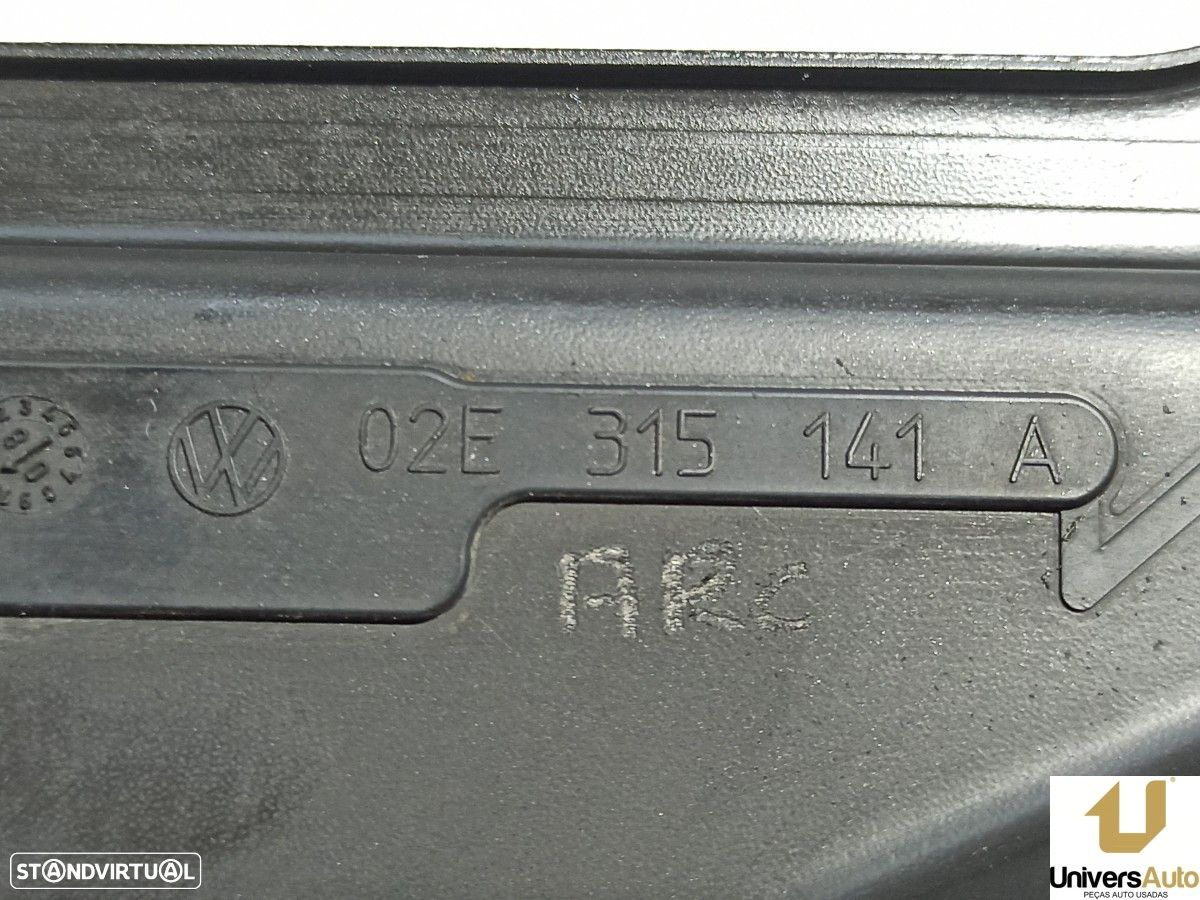 02E 315 141 A
ARC
STANDVIRTUAL
UniversAuto
PEÇAS AUTO USADAS